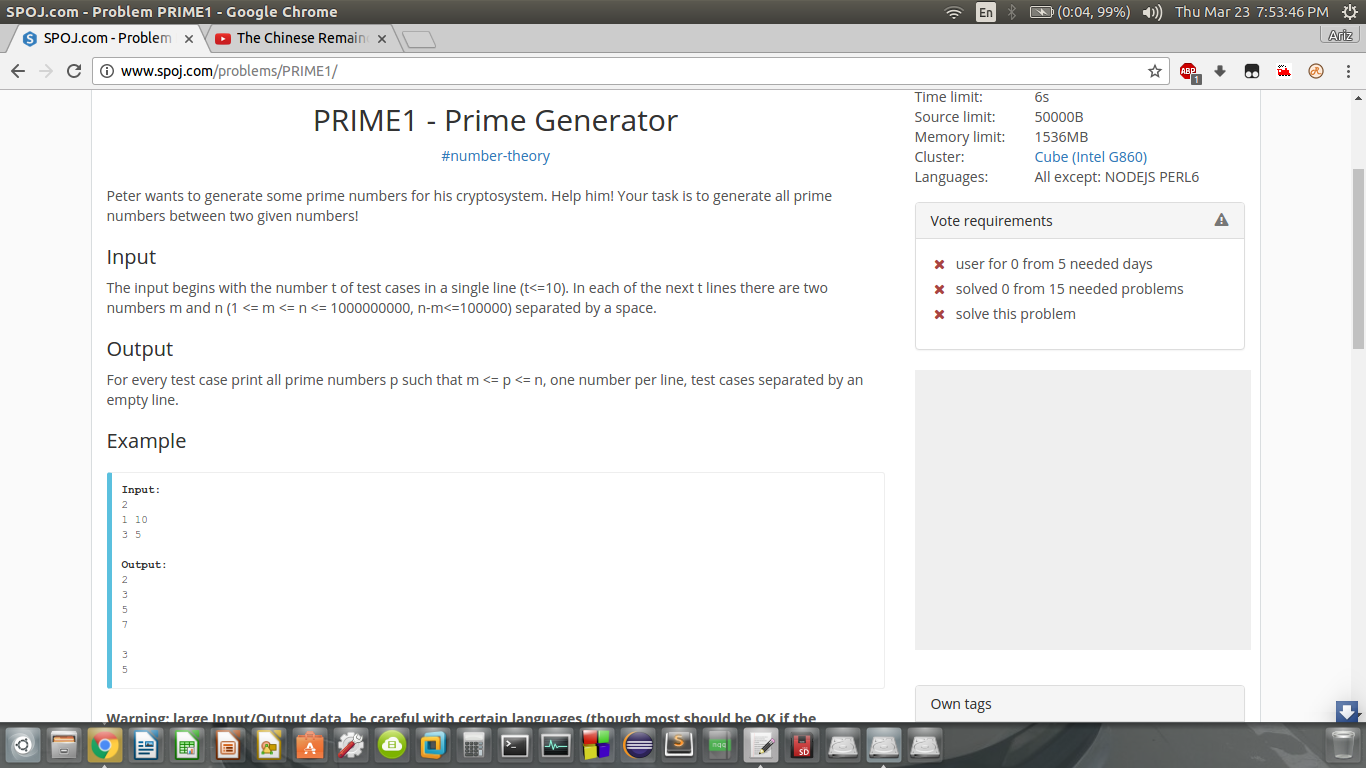 SPOJ.com - Problem PRIME1 - Google Chrome
En
(0:04, 99%)
Thu Mar 23 7:53:46 PM
SPOJ.com - Problem
The Chinese Remain
Ariz
www.spoj.com/problems/PRIME1/
ABP
1
PRIME1 - Prime Generator
#number-theory
Peter wants to generate some prime numbers for his cryptosystem. Help him! Your task is to generate all prime
numbers between two given numbers!
Input
The input begins with the number t of test cases in a single line (t<=10). In each of the next t lines there are two
numbers m and n (1 <= m <= n <= 1000000000, n-m<=100000) separated by a space.
Output
For every test case print all prime numbers p such that m <= p <= n, one number per line, test cases separated by an
empty line.
Example
Input:
2
1 10
3 5
Output:
2
3
5
7
3
5
Warning: large Input/Output data, be careful with certain languages (though most should be OK if the
Time limit: 6s
Source limit: 50000B
Memory limit: 1536MB
Cluster: Cube (Intel G860)
Languages: All except: NODEJS PERL6
Vote requirements
user for 0 from 5 needed days
solved 0 from 15 needed problems
solve this problem
Own tags
SD